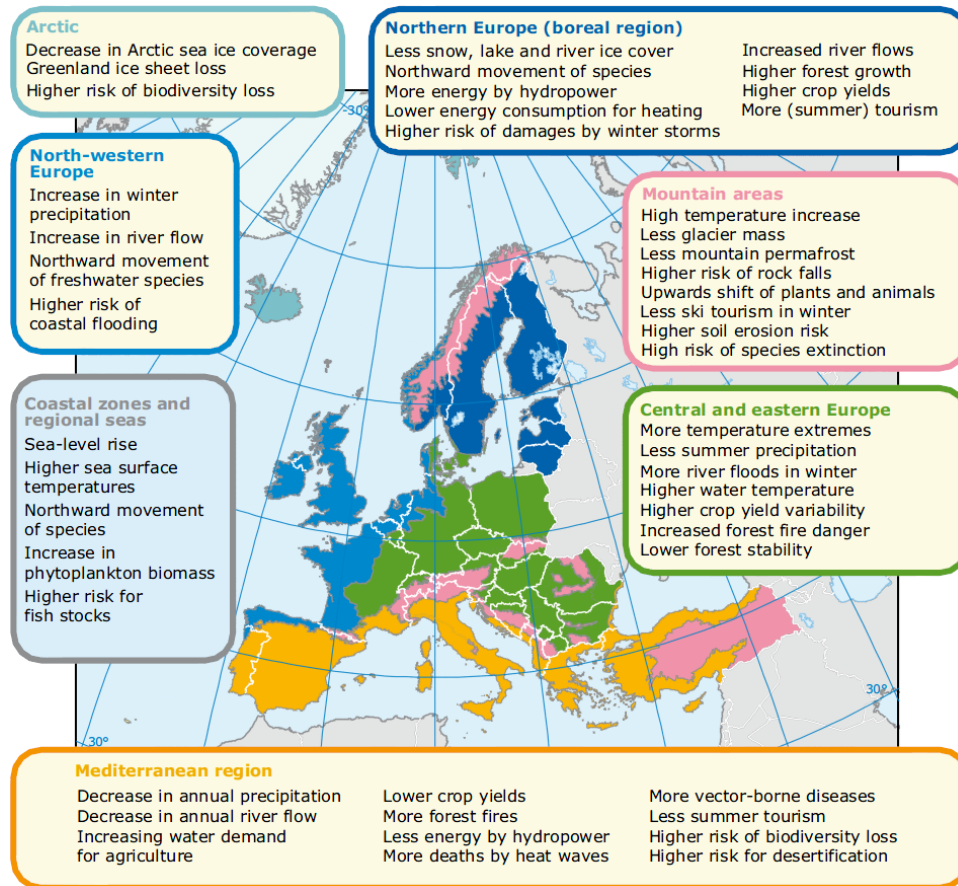 Arctic
Decrease in Arctic sea ice coverage
Greenland ice sheet loss
Higher risk of biodiversity loss
Northern Europe (boreal region)
Less snow, lake and river ice cover
Northward movement of species
More energy by hydropower
Lower energy consumption for heating
Higher risk of damages by winter storms
Increased river flows
Higher forest growth
Higher crop yields
More (summer) tourism
-30°
North-western
Europe
Increase in winter
precipitation
Increase in river flow
Northward movement
of freshwater species
Higher risk of
coastal flooding
Mountain areas
High temperature increase
Less glacier mass
Less mountain permafrost
Higher risk of rock falls
Upwards shift of plants and animals
Less ski tourism in winter
Higher soil erosion risk
High risk of species extinction
Coastal zones and
regional seas
Sea-level rise
Higher sea surface
temperatures
Northward movement
of species
Increase in
phytoplankton biomass
Higher risk for
fish stocks
Central and eastern Europe
More temperature extremes
Less summer precipitation
More river floods in winter
Higher water temperature
Higher crop yield variability
Increased forest fire danger
Lower forest stability
30°
30°
Mediterranean region
Decrease in annual precipitation
Decrease in annual river flow
Increasing water demand
for agriculture
Lower crop yields
More forest fires
Less energy by hydropower
More deaths by heat waves
More vector-borne diseases
Less summer tourism
Higher risk of biodiversity loss
Higher risk for desertification